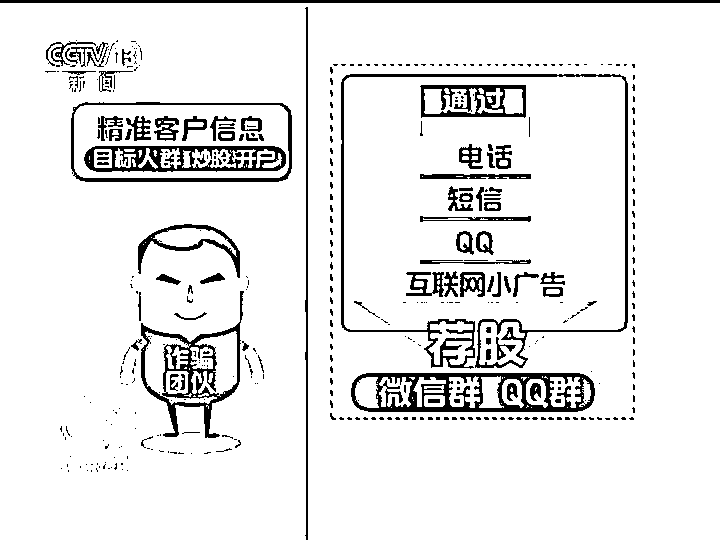 CCTV 13
新闻
精准客户信息
目标人群:炒股开户
诈骗
团伙
通过
电话
短信
QQ
互联网小广告
荐股
微信群 QQ群